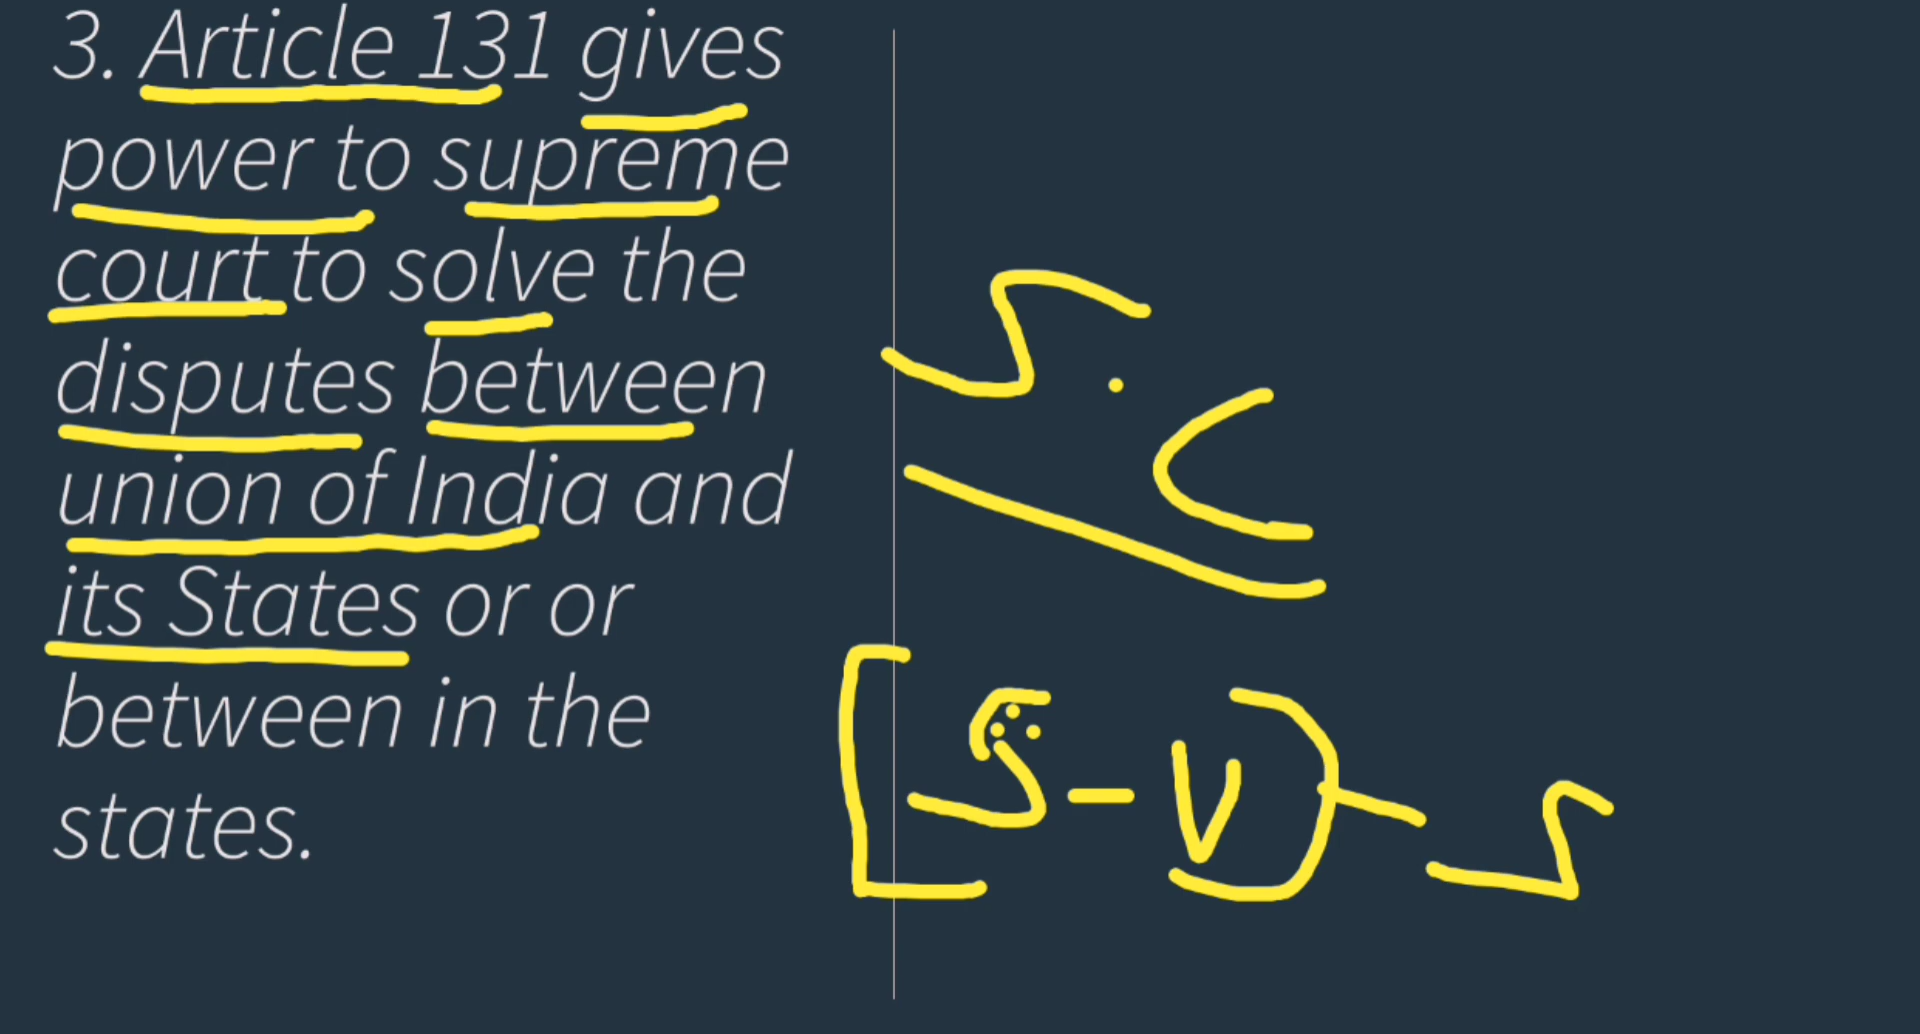 3. Article 131 gives
power to supreme
court to solve the
disputes between
union of India and
its States or or
between in the
states.
S.C
[S - V) - S